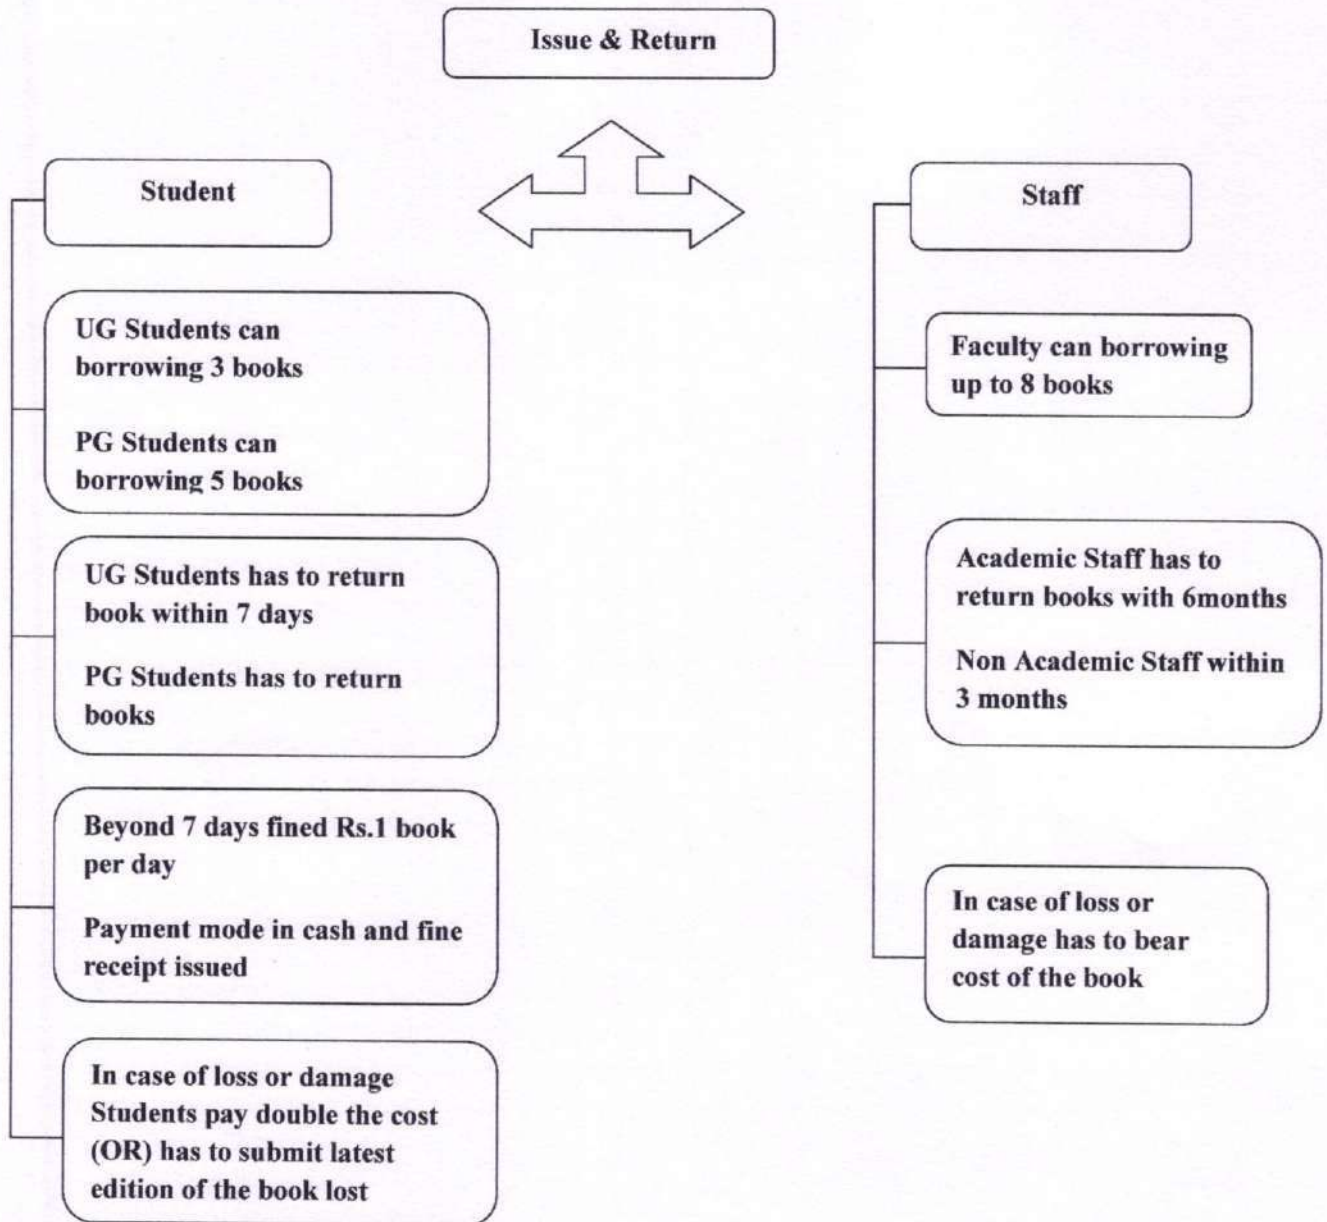 Issue & Return
Student
UG Students can
borrowing 3 books
PG Students can
borrowing 5 books
UG Students has to return
book within 7 days
PG Students has to return
books
Beyond 7 days fined Rs.1 book
per day
Payment mode in cash and fine
receipt issued
In case of loss or damage
Students pay double the cost
(OR) has to submit latest
edition of the book lost
Staff
Faculty can borrowing
up to 8 books
Academic Staff has to
return books with 6months
Non Academic Staff within
3 months
In case of loss or
damage has to bear
cost of the book